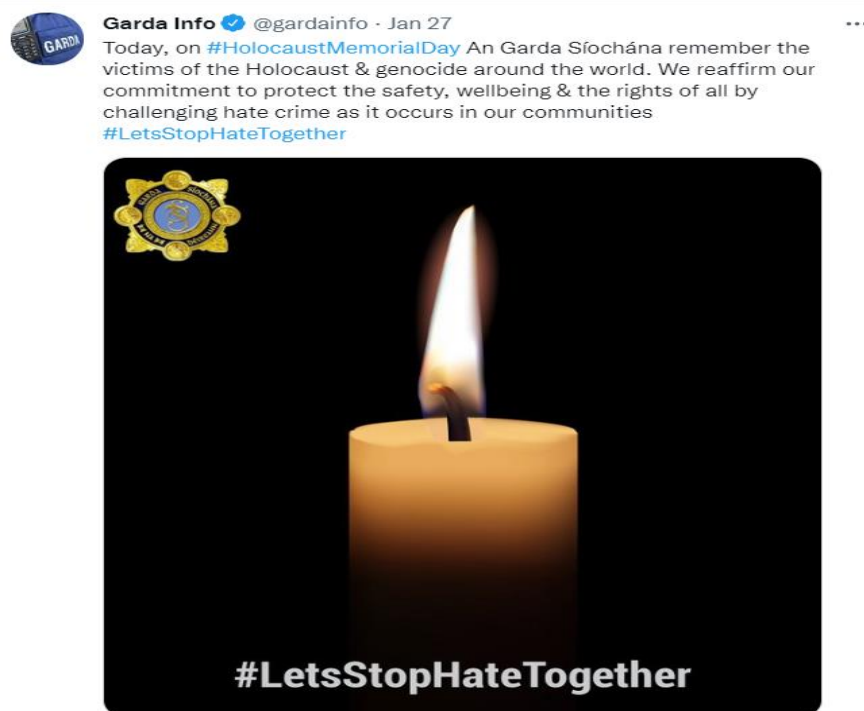 Garda Info @gardainfo · Jan 27
GARDA
Today, on #HolocaustMemorialDay An Garda Síochána remember the
victims of the Holocaust & genocide around the world. We reaffirm our
commitment to protect the safety, wellbeing & the rights of all by
challenging hate crime as it occurs in our communities
#LetsStopHateTogether
#LetsStopHateTogether